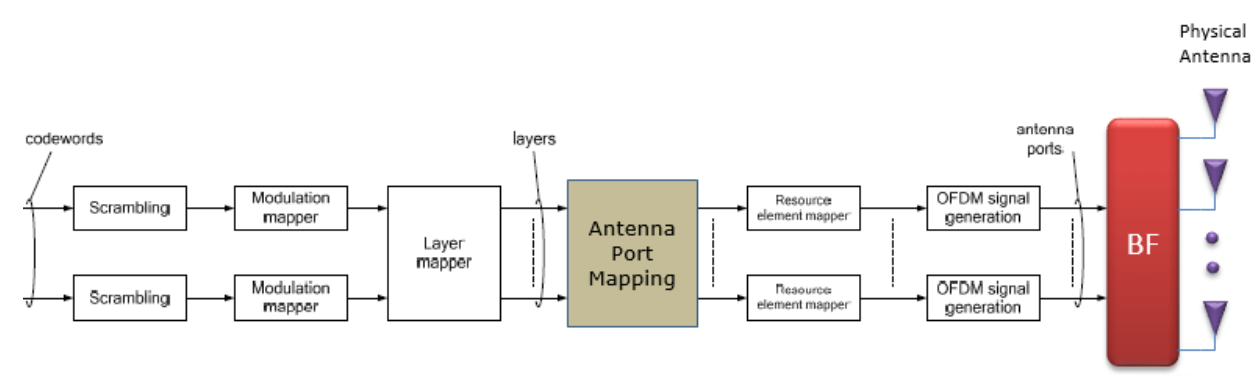 Physical
Antenna
codewords
layers
antenna
ports
Scrambling
Modulation
mapper
Layer
mapper
Antenna
Port
Mapping
Resource
element mapper
OFDM signal
generation
BF
Scrambling
Modulation
mapper
Resource
element mapper
OFDM signal
generation